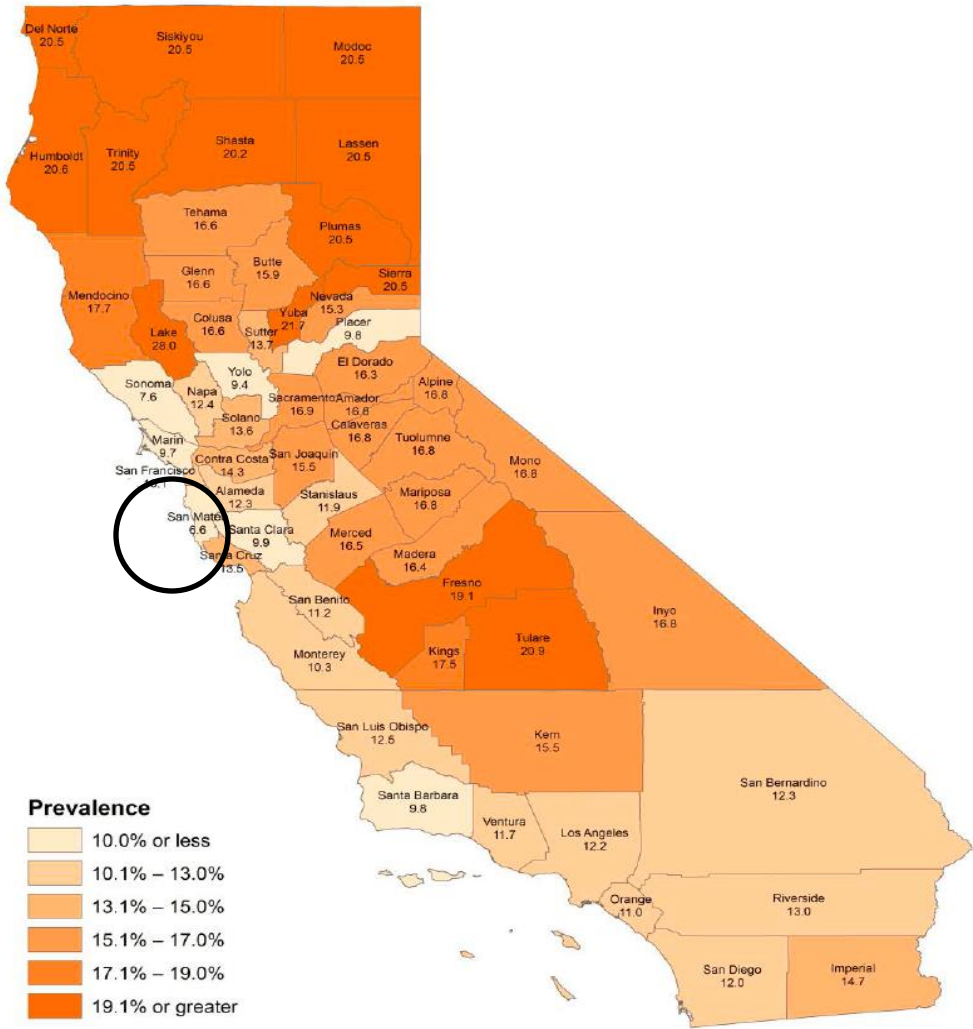 Del Norte
20.5
Siskiyou
20.5
Modoc
20.5
Humboldt
20.6
Trinity
20.5
Shasta
20.2
Lassen
20.5
Tehama
16.6
Plumas
20.5
Glenn
16.6
Butte
15.9
Sierra
20.5
Mendocino
17.7
Lake
28.0
Colusa
16.6
Sutter
13.7
Yuba
21.7
Nevada
15.3
Placer
9.8
Sonoma
7.6
Napa
12.4
Yolo
9.4
El Dorado
16.3
Alpine
16.8
Sacramento
16.9
Amador
16.8
Solano
13.6
Calaveras
16.8
Tuolumne
16.8
Marin
9.7
Contra Costa
14.3
San Joaquin
15.5
Mono
16.8
San Francisco
Alameda
12.3
Stanislaus
11.9
Mariposa
16.8
San Mate
6.6
Santa Clara
9.9
Merced
16.5
Madera
16.4
Santa Cruz
13.5
Fresno
19.1
San Benito
11.2
Inyo
16.8
Monterey
10.3
Kings
17.5
Tulare
20.9
San Luis Obispo
12.5
Kern
15.5
San Bernardino
12.3
Santa Barbara
9.8
Ventura
11.7
Los Angeles
12.2
Orange
11.0
Riverside
13.0
San Diego
12.0
Imperial
14.7
Prevalence
10.0% or less
10.1% – 13.0%
13.1% – 15.0%
15.1% – 17.0%
17.1% – 19.0%
19.1% or greater